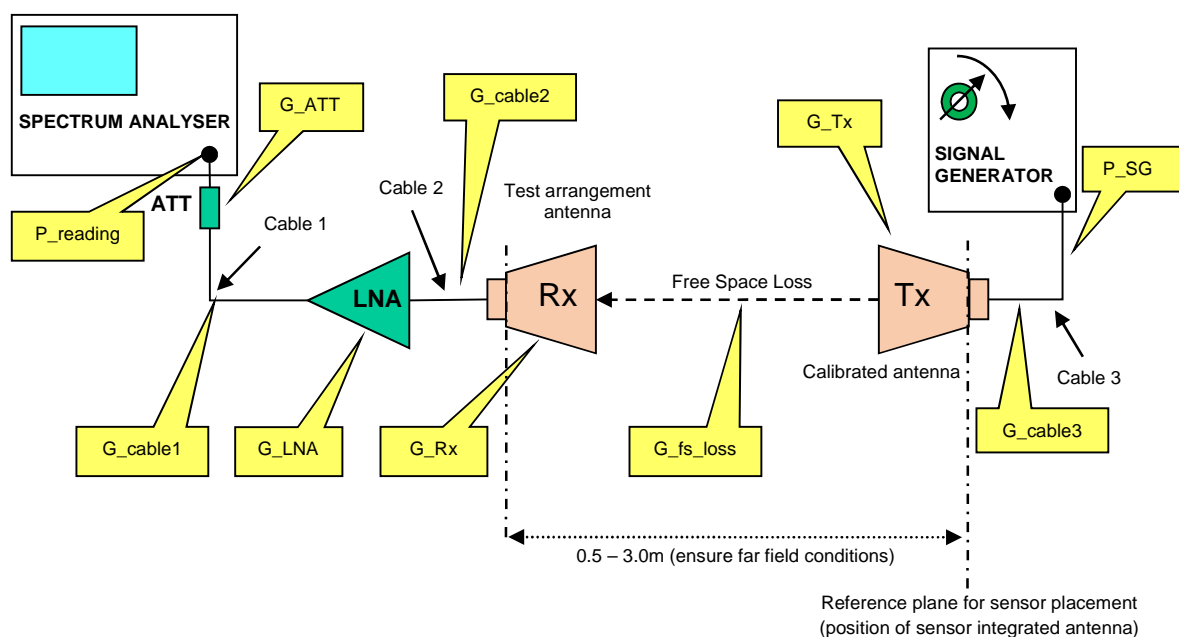 SPECTRUM ANALYSER
G_ATT
G_cable2
G_Tx
SIGNAL
GENERATOR
P_SG
ATT
P_reading
Cable 1
Cable 2
Test arrangement
antenna
LNA
Rx
Free Space Loss
Tx
Calibrated antenna
Cable 3
G_cable1
G_LNA
G_Rx
G_fs_loss
G_cable3
0.5 – 3.0m (ensure far field conditions)
Reference plane for sensor placement
(position of sensor integrated antenna)